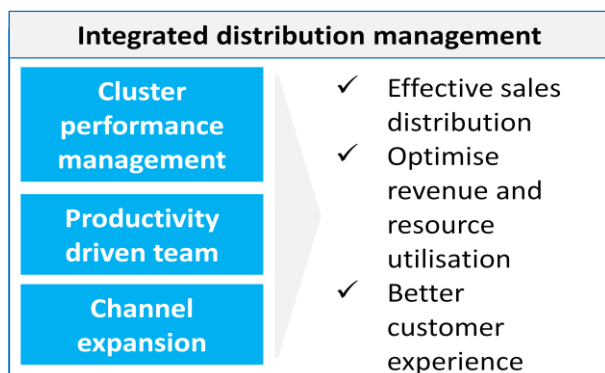 Integrated distribution management
Cluster
performance
management
Productivity
driven team
Channel
expansion
✓ Effective sales
distribution
✓ Optimise
revenue and
resource
utilisation
✓ Better
customer
experience